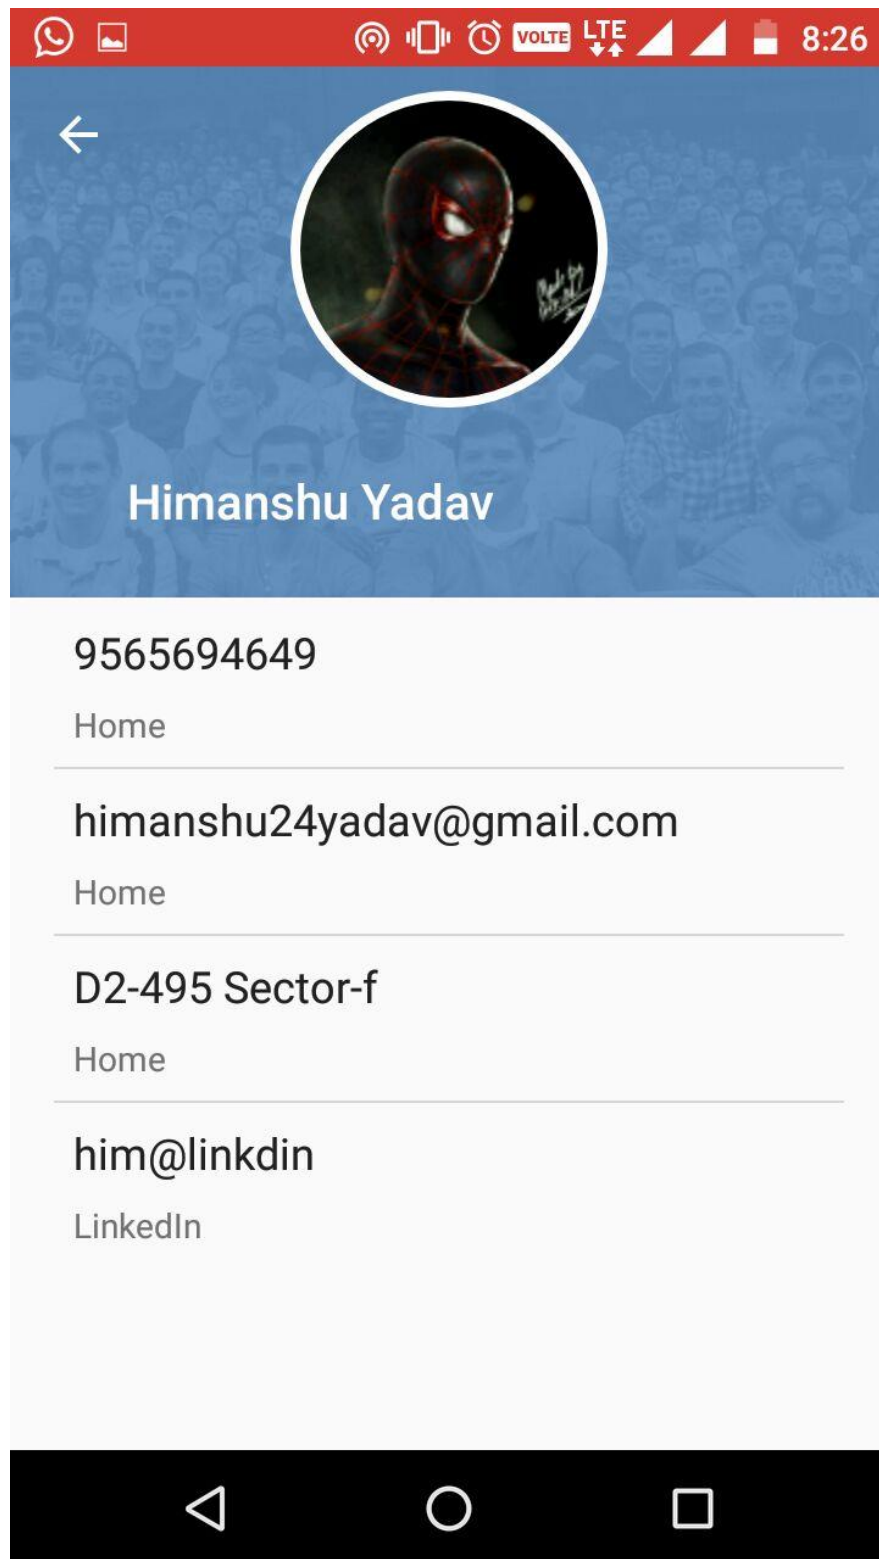 VOLTE LTE 8:26
Himanshu Yadav
9565694649
Home
himanshu24yadav@gmail.com
Home
D2-495 Sector-f
Home
him@linkdin
LinkedIn